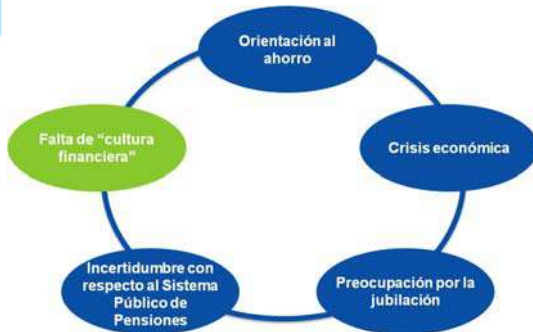 Orientación al
ahorro
Crisis económica
Preocupación por la
jubilación
Incertidumbre con
respecto al Sistema
Público de
Pensiones
Falta de “cultura
financiera”